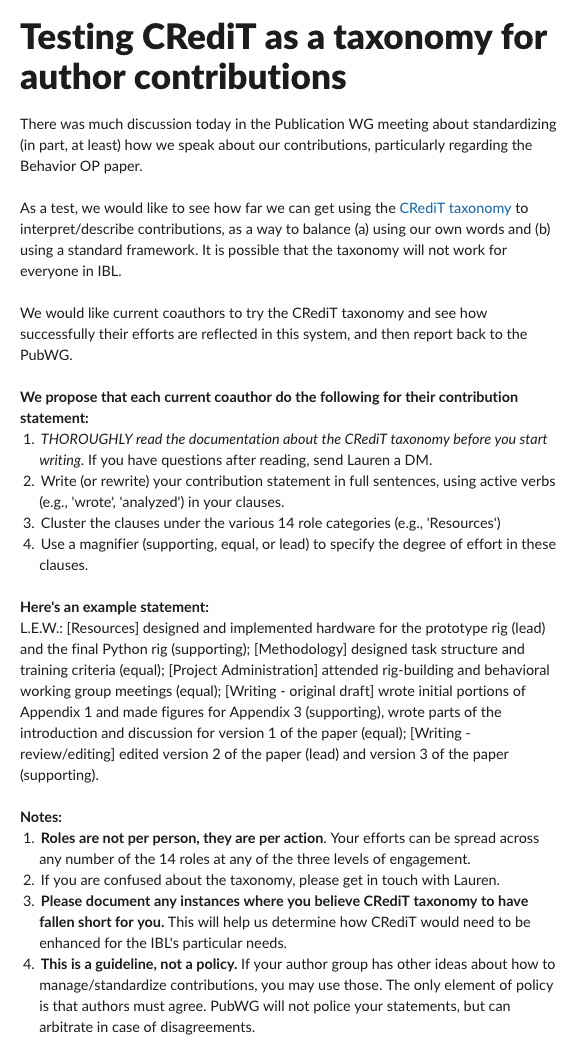 Testing CRediT as a taxonomy for
author contributions
There was much discussion today in the Publication WG meeting about standardizing
(in part, at least) how we speak about our contributions, particularly regarding the
Behavior OP paper.
As a test, we would like to see how far we can get using the CRediT taxonomy to
interpret/describe contributions, as a way to balance (a) using our own words and (b)
using a standard framework. It is possible that the taxonomy will not work for
everyone in IBL.
We would like current coauthors to try the CRediT taxonomy and see how
successfully their efforts are reflected in this system, and then report back to the
PubWG.
We propose that each current coauthor do the following for their contribution
statement:
1. THOROUGHLY read the documentation about the CRediT taxonomy before you start
writing. If you have questions after reading, send Lauren a DM.
2. Write (or rewrite) your contribution statement in full sentences, using active verbs
(e.g., 'wrote', 'analyzed') in your clauses.
3. Cluster the clauses under the various 14 role categories (e.g., 'Resources')
4. Use a magnifier (supporting, equal, or lead) to specify the degree of effort in these
clauses.
Here's an example statement:
L.E.W.: [Resources] designed and implemented hardware for the prototype rig (lead)
and the final Python rig (supporting); [Methodology] designed task structure and
training criteria (equal); [Project Administration] attended rig-building and behavioral
working group meetings (equal); [Writing - original draft] wrote initial portions of
Appendix 1 and made figures for Appendix 3 (supporting), wrote parts of the
introduction and discussion for version 1 of the paper (equal); [Writing -
review/editing] edited version 2 of the paper (lead) and version 3 of the paper
(supporting).
Notes:
1. Roles are not per person, they are per action. Your efforts can be spread across
any number of the 14 roles at any of the three levels of engagement.
2. If you are confused about the taxonomy, please get in touch with Lauren.
3. Please document any instances where you believe CRediT taxonomy to have
fallen short for you. This will help us determine how CRediT would need to be
enhanced for the IBL's particular needs.
4. This is a guideline, not a policy. If your author group has other ideas about how to
manage/standardize contributions, you may use those. The only element of policy
is that authors must agree. PubWG will not police your statements, but can
arbitrate in case of disagreements.